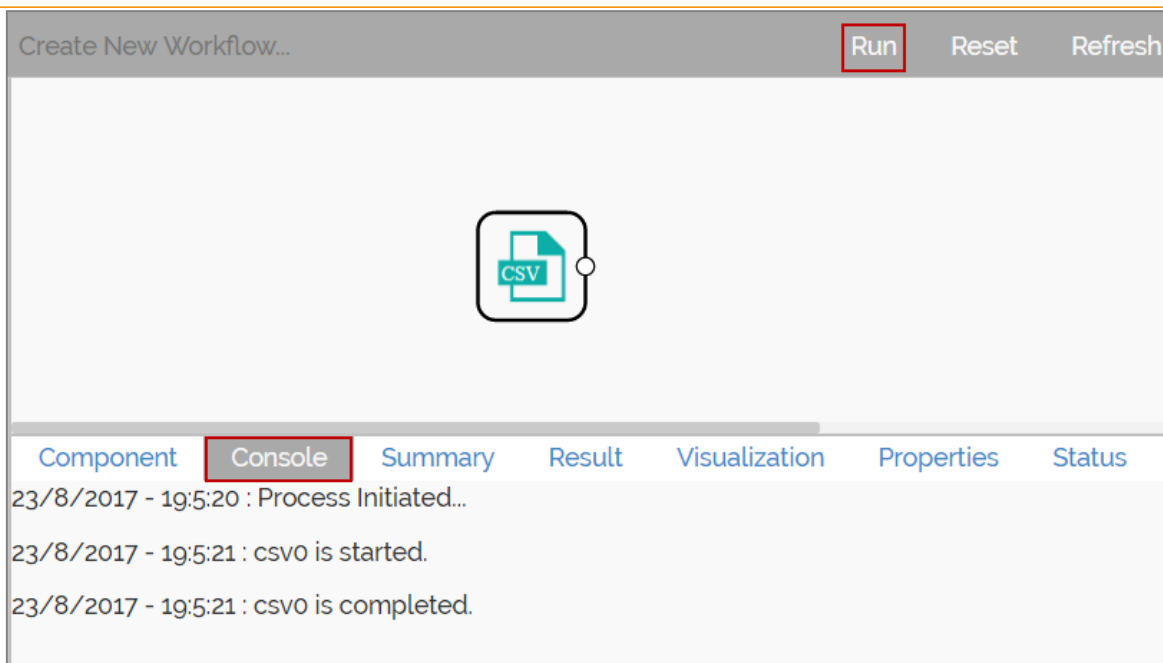 Create New Workflow... Run Reset Refresh
CSV
Component Console Summary Result Visualization Properties Status
23/8/2017 - 19:5:20 : Process Initiated...
23/8/2017 - 19:5:21 : csv0 is started.
23/8/2017 - 19:5:21 : csv0 is completed.